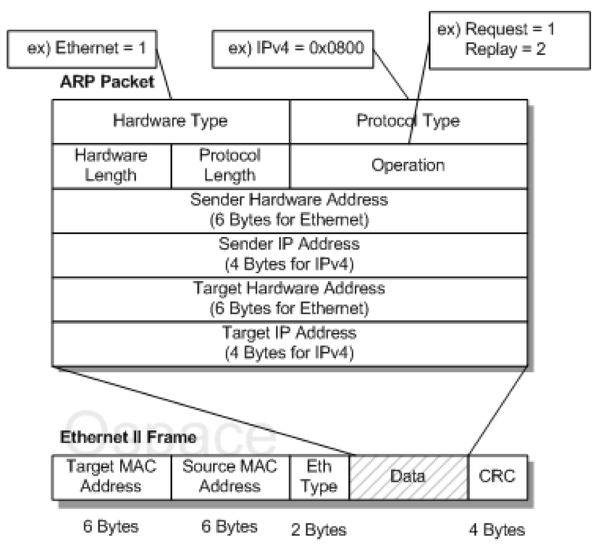 ex) Ethernet = 1
ex) IPv4 = 0x0800
ex) Request = 1
Replay = 2
ARP Packet
Hardware Type
Protocol Type
Hardware
Length
Protocol
Length
Operation
Sender Hardware Address
(6 Bytes for Ethernet)
Sender IP Address
(4 Bytes for IPv4)
Target Hardware Address
(6 Bytes for Ethernet)
Target IP Address
(4 Bytes for IPv4)
Ospace
Ethernet II Frame
Target MAC
Address
Source MAC
Address
Eth
Type
Data
CRC
6 Bytes
6 Bytes
2 Bytes
4 Bytes